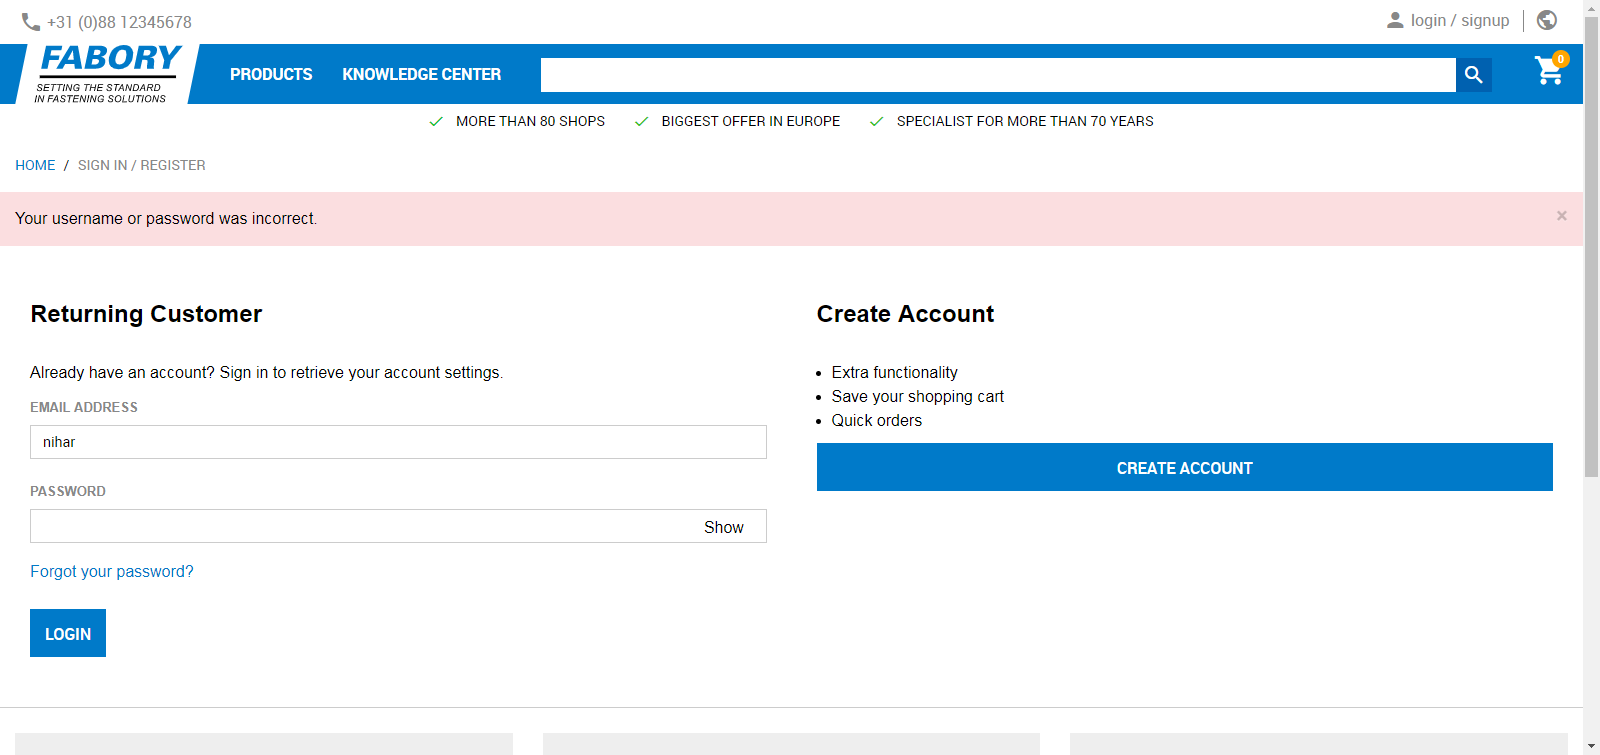 +31 (0)88 12345678
login / signup
FABORY
SETTING THE STANDARD
IN FASTENING SOLUTIONS
PRODUCTS
KNOWLEDGE CENTER
0
MORE THAN 80 SHOPS
BIGGEST OFFER IN EUROPE
SPECIALIST FOR MORE THAN 70 YEARS
HOME / SIGN IN / REGISTER
Your username or password was incorrect.
×
Returning Customer
Already have an account? Sign in to retrieve your account settings.
EMAIL ADDRESS
nihar
PASSWORD
Show
Forgot your password?
LOGIN
Create Account
• Extra functionality
• Save your shopping cart
• Quick orders
CREATE ACCOUNT